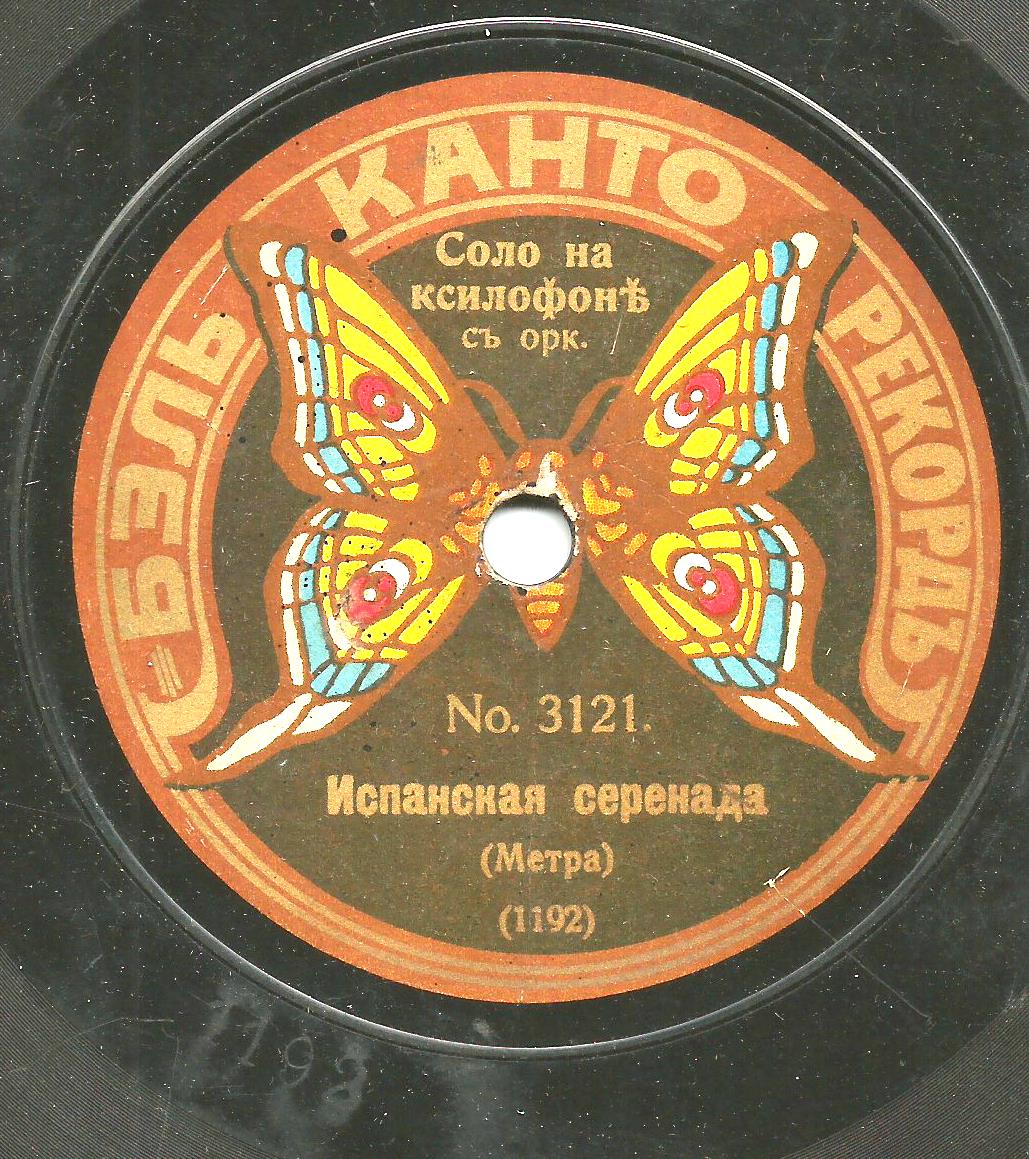 БЭЛЬ КАНТО РЕКОРДЪ
Соло на
ксилофонѣ
съ орк.
No. 3121.
Испанская серенада
(Метра)
(1192)